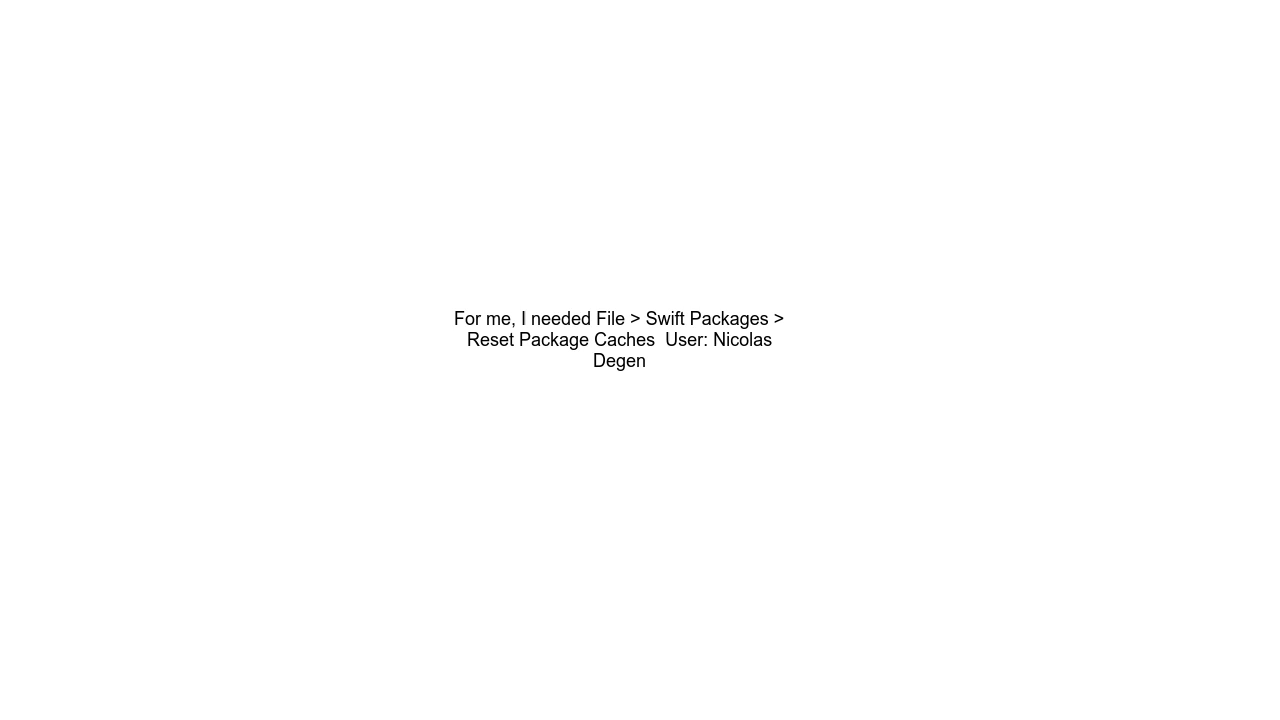 For me, I needed File > Swift Packages >
Reset Package Caches  User: Nicolas
Degen